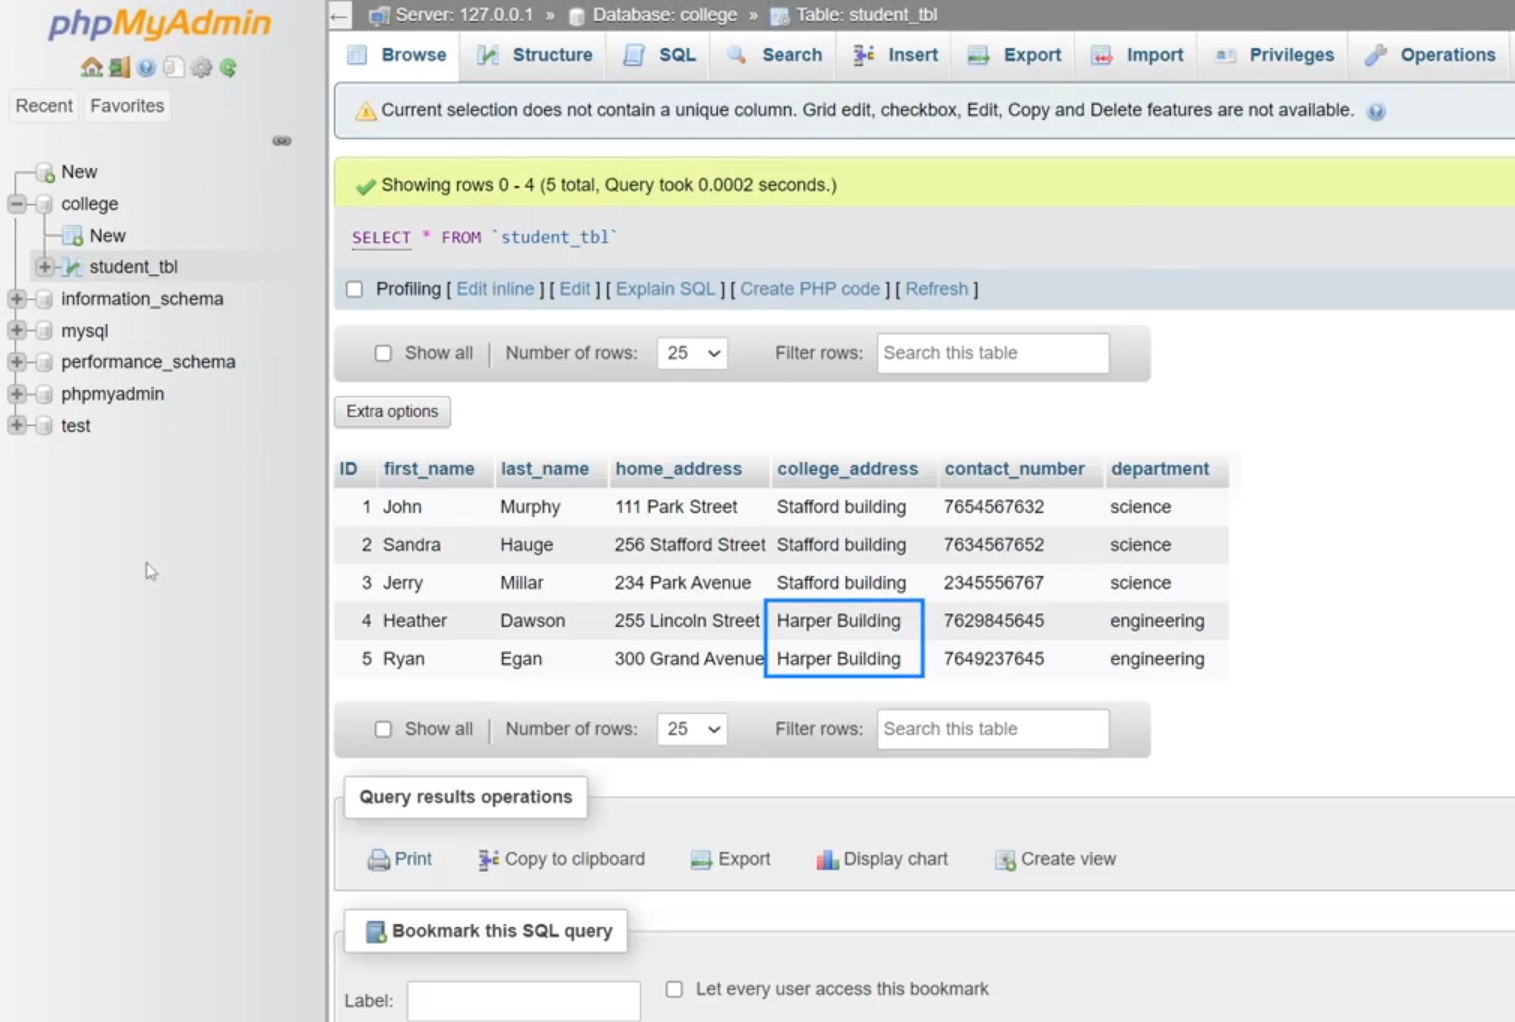 phpMyAdmin
Recent Favorites
New
college
New
student_tbl
information_schema
mysql
performance_schema
phpmyadmin
test
Server: 127.0.0.1 » Database: college » Table: student_tbl
Browse Structure SQL Search Insert Export Import Privileges Operations
Current selection does not contain a unique column. Grid edit, checkbox, Edit, Copy and Delete features are not available.
Showing rows 0 - 4 (5 total, Query took 0.0002 seconds.)
SELECT * FROM `student_tbl`
Profiling [ Edit inline ] [ Edit ] [ Explain SQL ] [ Create PHP code ] [ Refresh ]
Show all | Number of rows: 25 Filter rows: Search this table
Extra options
ID first_name last_name home_address college_address contact_number department
1 John Murphy 111 Park Street Stafford building 7654567632 science
2 Sandra Hauge 256 Stafford Street Stafford building 7634567652 science
3 Jerry Millar 234 Park Avenue Stafford building 2345556767 science
4 Heather Dawson 255 Lincoln Street Harper Building 7629845645 engineering
5 Ryan Egan 300 Grand Avenue Harper Building 7649237645 engineering
Show all | Number of rows: 25 Filter rows: Search this table
Query results operations
Print Copy to clipboard Export Display chart Create view
Bookmark this SQL query
Label: Let every user access this bookmark